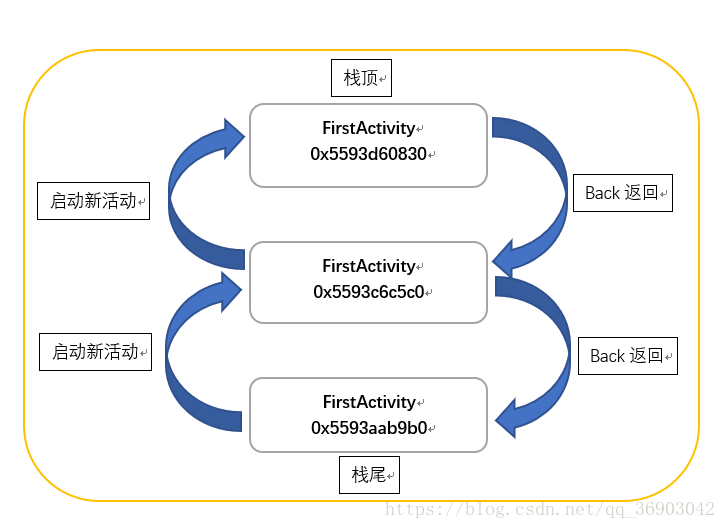 栈顶
FirstActivity
0x5593d60830
启动新活动
Back 返回
FirstActivity
0x5593c6c5c0
启动新活动
Back 返回
FirstActivity
0x5593aab9b0
栈尾
https://blog.csdn.net/qq_36903042